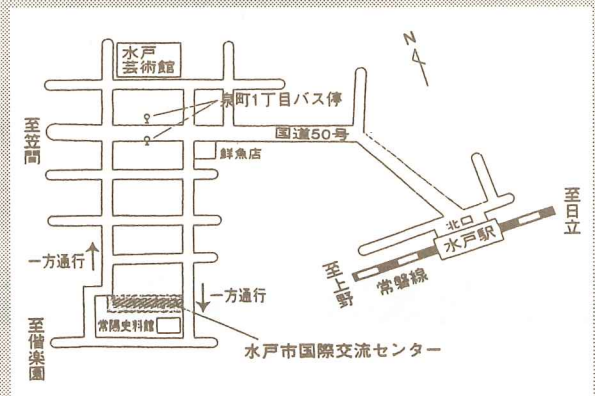 水戸
芸術館
N
泉町1丁目バス停
国道50号
至笠間
鮮魚店
至日立
北口
水戸駅
一方通行
至上野
常磐線
一方通行
常陽史料館
至偕楽園
水戸市国際交流センター